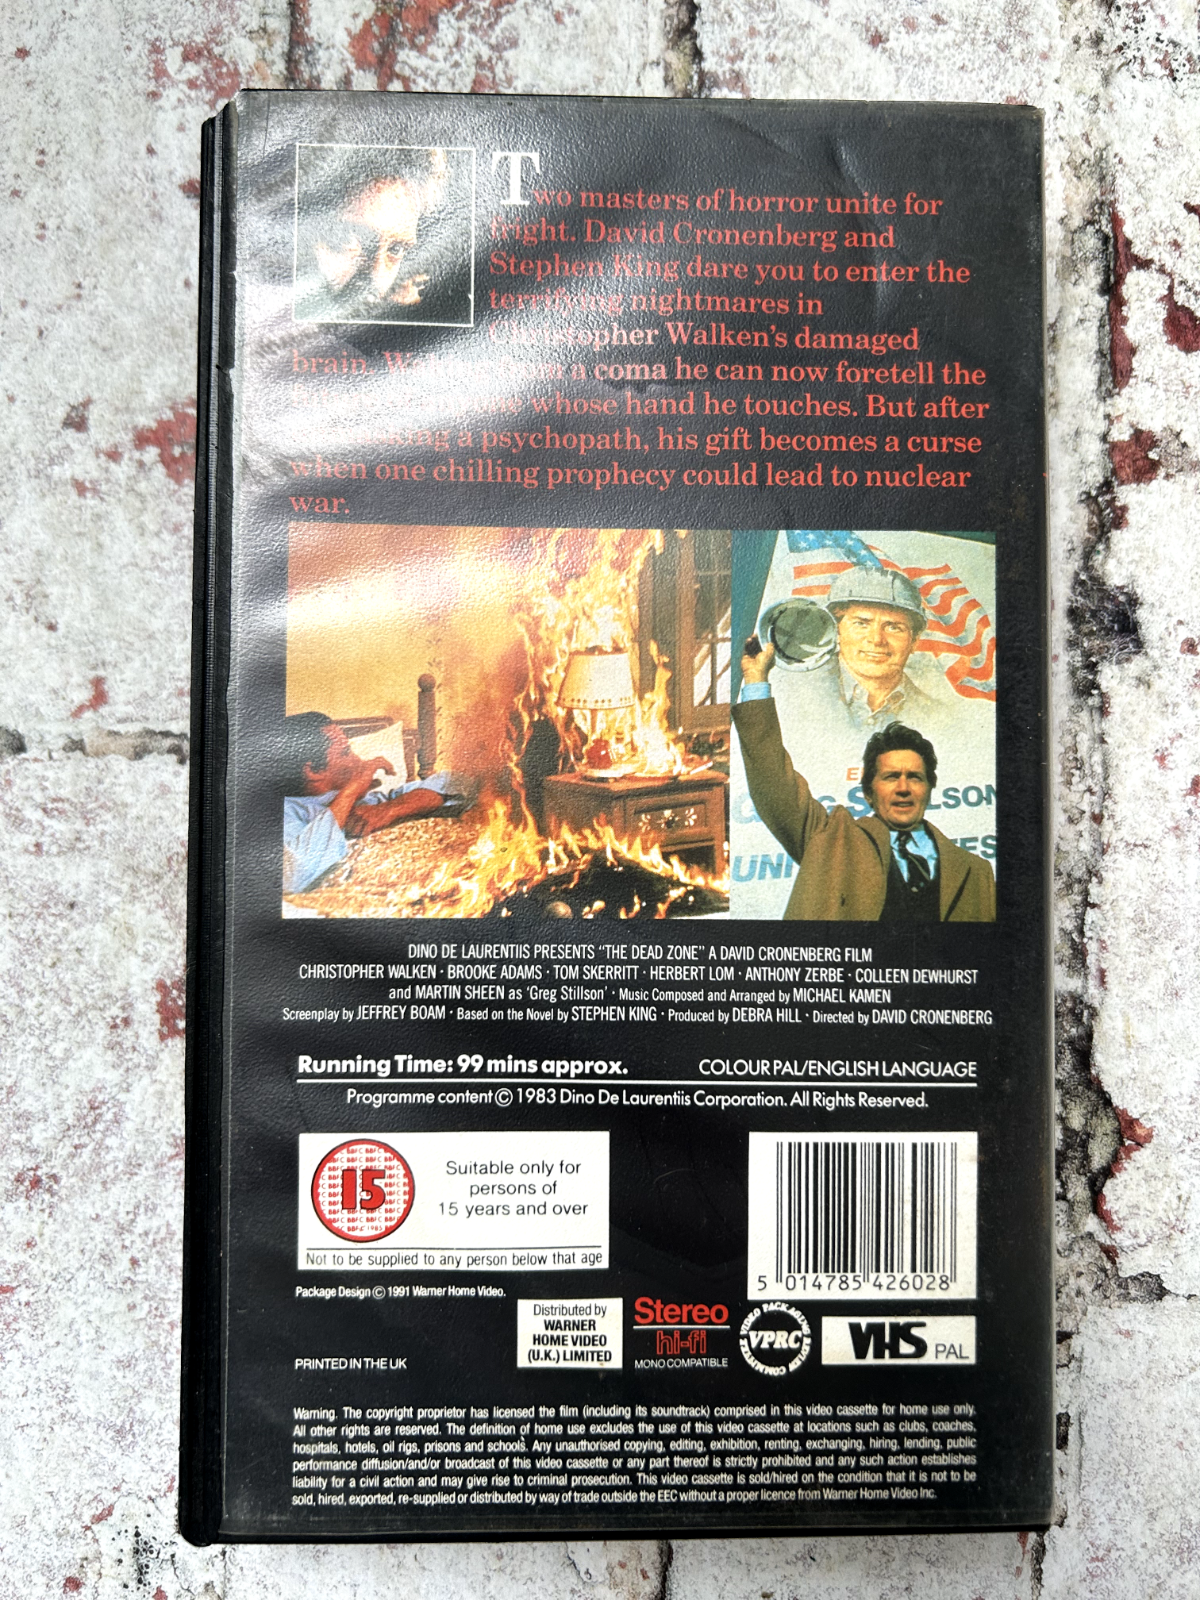 Two masters of horror unite for
fright. David Cronenberg and
Stephen King dare you to enter the
terrifying nightmares in
Christopher Walken's damaged
brain. from a coma he can now foretell the
whose hand he touches. But after
a psychopath, his gift becomes a curse
when one chilling prophecy could lead to nuclear
war.
DINO DE LAURENTIIS PRESENTS "THE DEAD ZONE" A DAVID CRONENBERG FILM
CHRISTOPHER WALKEN · BROOKE ADAMS · TOM SKERRITT · HERBERT LOM · ANTHONY ZERBE · COLLEEN DEWHURST
and MARTIN SHEEN as 'Greg Stillson' · Music Composed and Arranged by MICHAEL KAMEN
Screenplay by JEFFREY BOAM · Based on the Novel by STEPHEN KING · Produced by DEBRA HILL · Directed by DAVID CRONENBERG
Running Time: 99 mins approx. COLOUR PAL/ENGLISH LANGUAGE
Programme content © 1983 Dino De Laurentiis Corporation. All Rights Reserved.
15
Suitable only for
persons of
15 years and over
Not to be supplied to any person below that age
5 014785 426028
Package Design © 1991 Warner Home Video.
PRINTED IN THE UK
Distributed by
WARNER
HOME VIDEO
(U.K.) LIMITED
Stereo
hi-fi
MONO COMPATIBLE
VIDEO PACKAGING REVIEW COMMITTEE
VPRC
VHS PAL
Warning. The copyright proprietor has licensed the film (including its soundtrack) comprised in this video cassette for home use only.
All other rights are reserved. The definition of home use excludes the use of this video cassette at locations such as clubs, coaches,
hospitals, hotels, oil rigs, prisons and schools. Any unauthorised copying, editing, exhibition, renting, exchanging, hiring, lending, public
performance diffusion/and/or broadcast of this video cassette or any part thereof is strictly prohibited and any such action establishes
liability for a civil action and may give rise to criminal prosecution. This video cassette is sold/hired on the condition that it is not to be
sold, hired, exported, re-supplied or distributed by way of trade outside the EEC without a proper licence from Warner Home Video Inc.